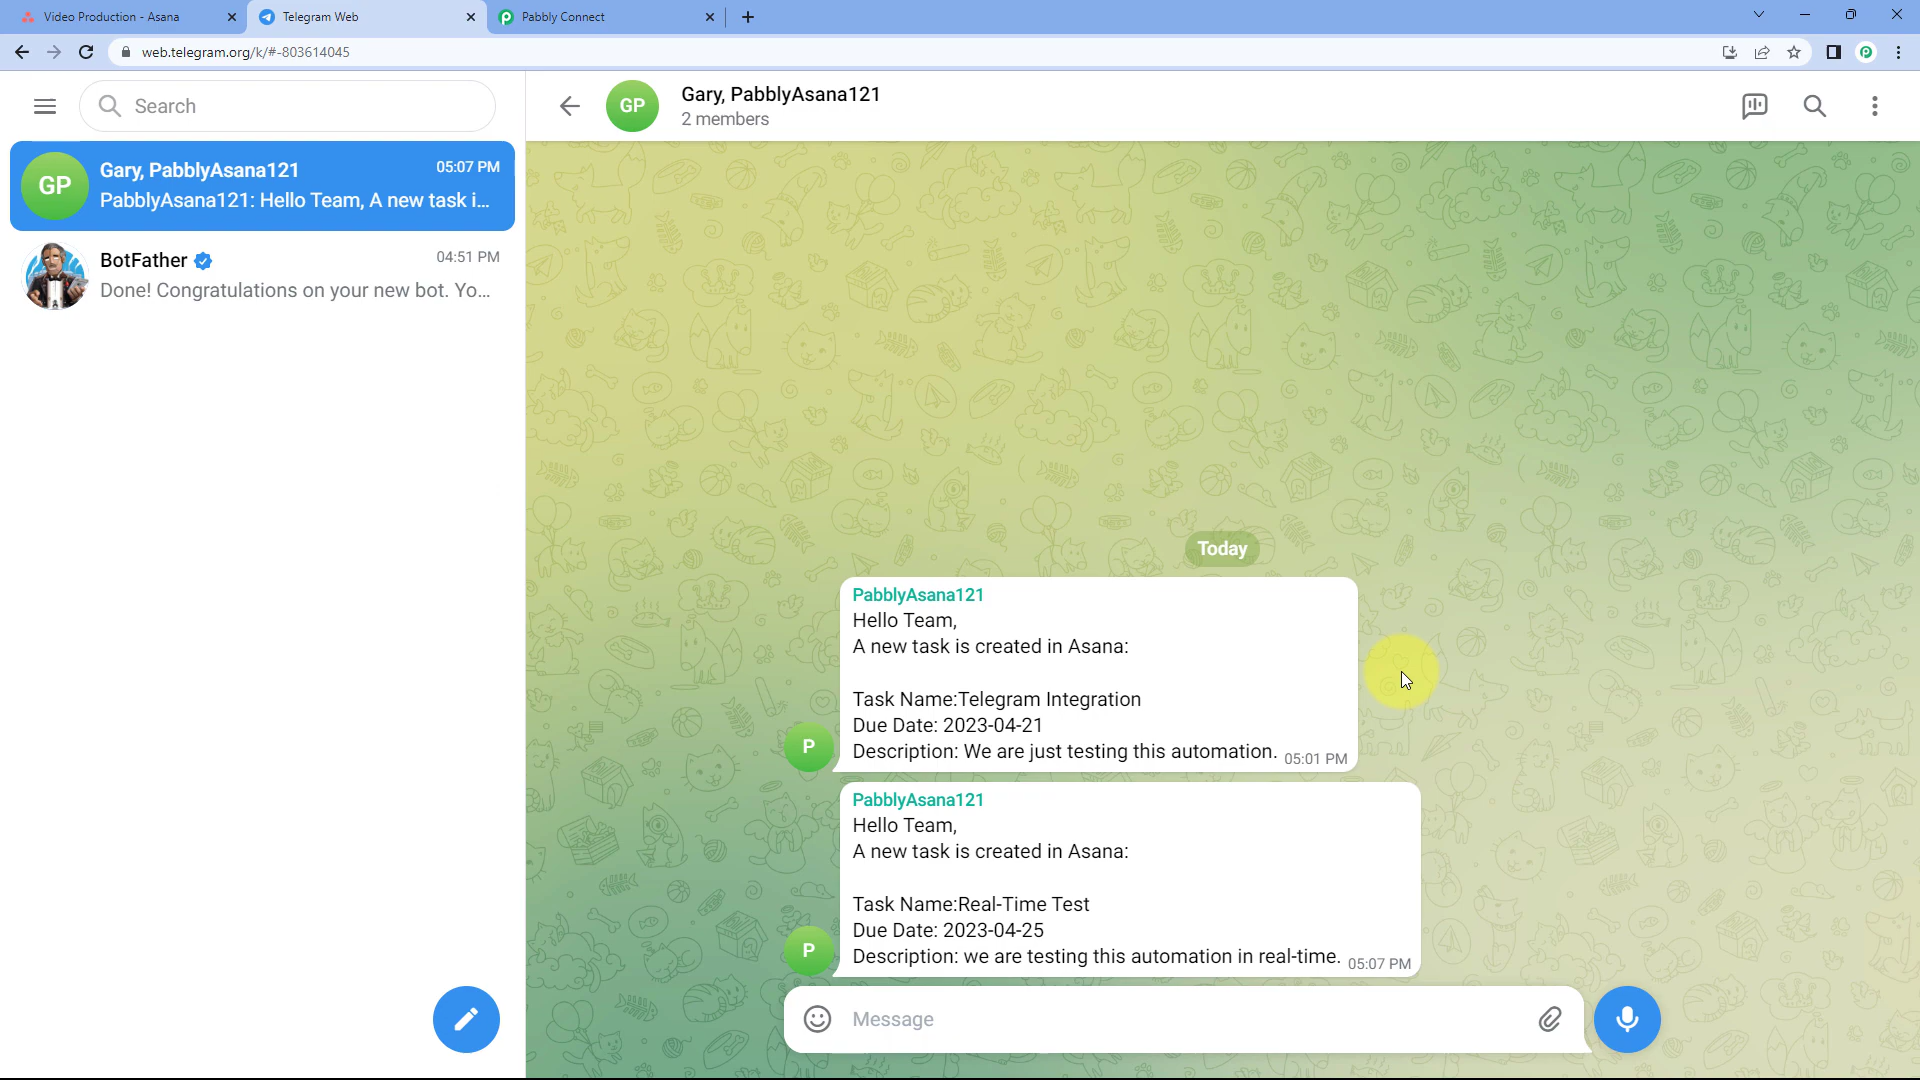 Video Production - Asana
Telegram Web
Pabbly Connect
web.telegram.org/k/#-803614045
Search
GP
Gary, PabblyAsana121
05:07 PM
PabblyAsana121: Hello Team, A new task i...
BotFather
04:51 PM
Done! Congratulations on your new bot. Yo...
GP
Gary, PabblyAsana121
2 members
Today
PabblyAsana121
Hello Team,
A new task is created in Asana:
Task Name:Telegram Integration
Due Date: 2023-04-21
Description: We are just testing this automation. 05:01 PM
P
PabblyAsana121
Hello Team,
A new task is created in Asana:
Task Name:Real-Time Test
Due Date: 2023-04-25
Description: we are testing this automation in real-time. 05:07 PM
P
Message